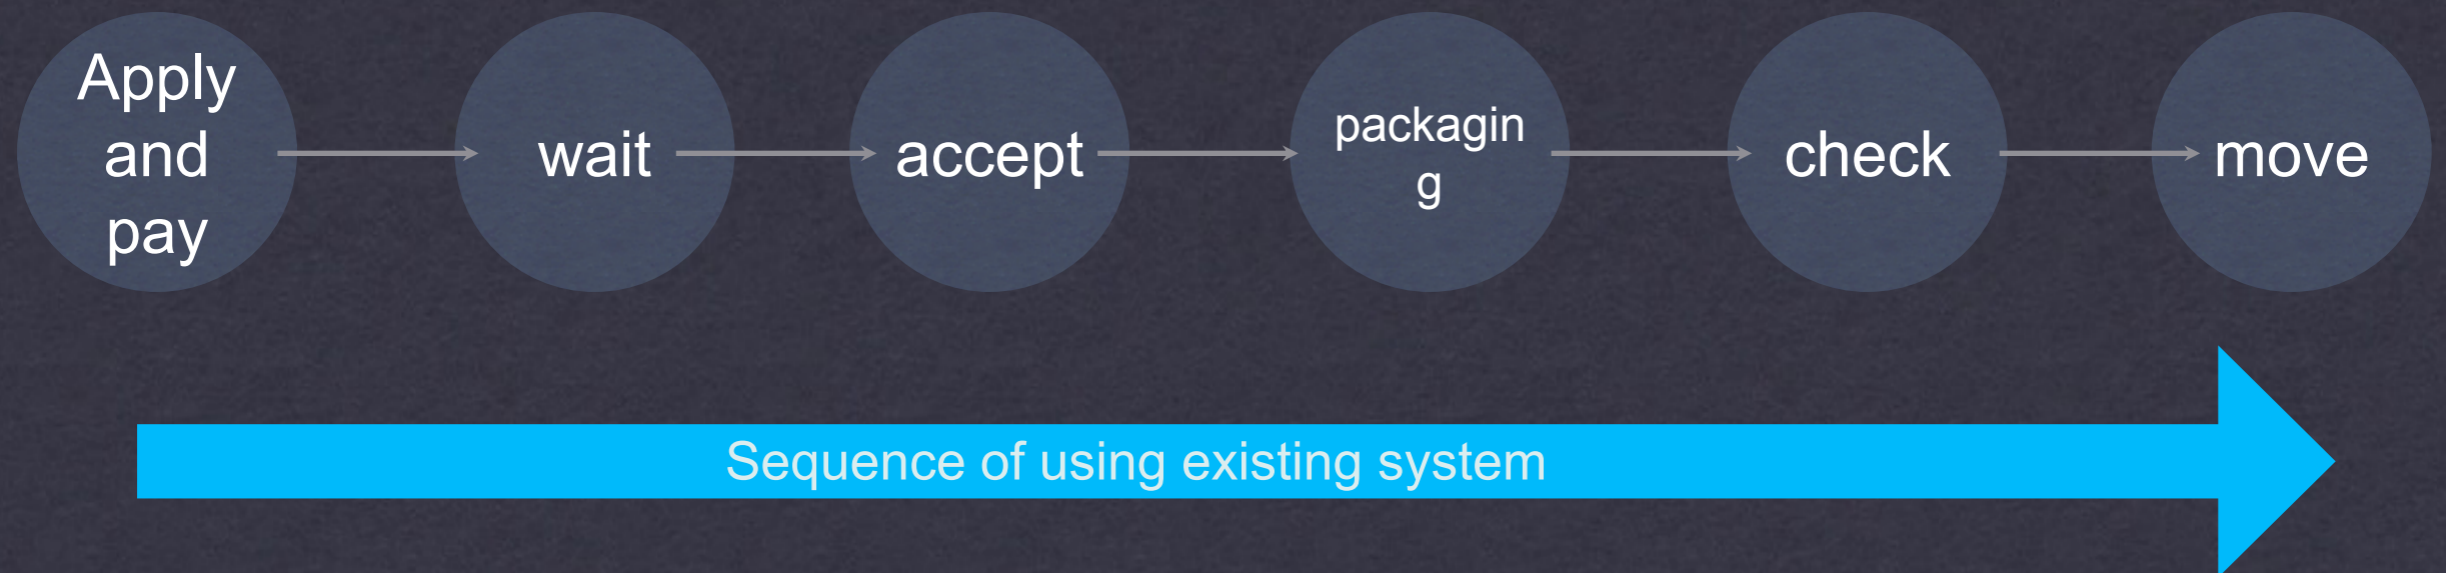 Apply
and
pay
wait
accept
packagin
g
check
move
Sequence of using existing system